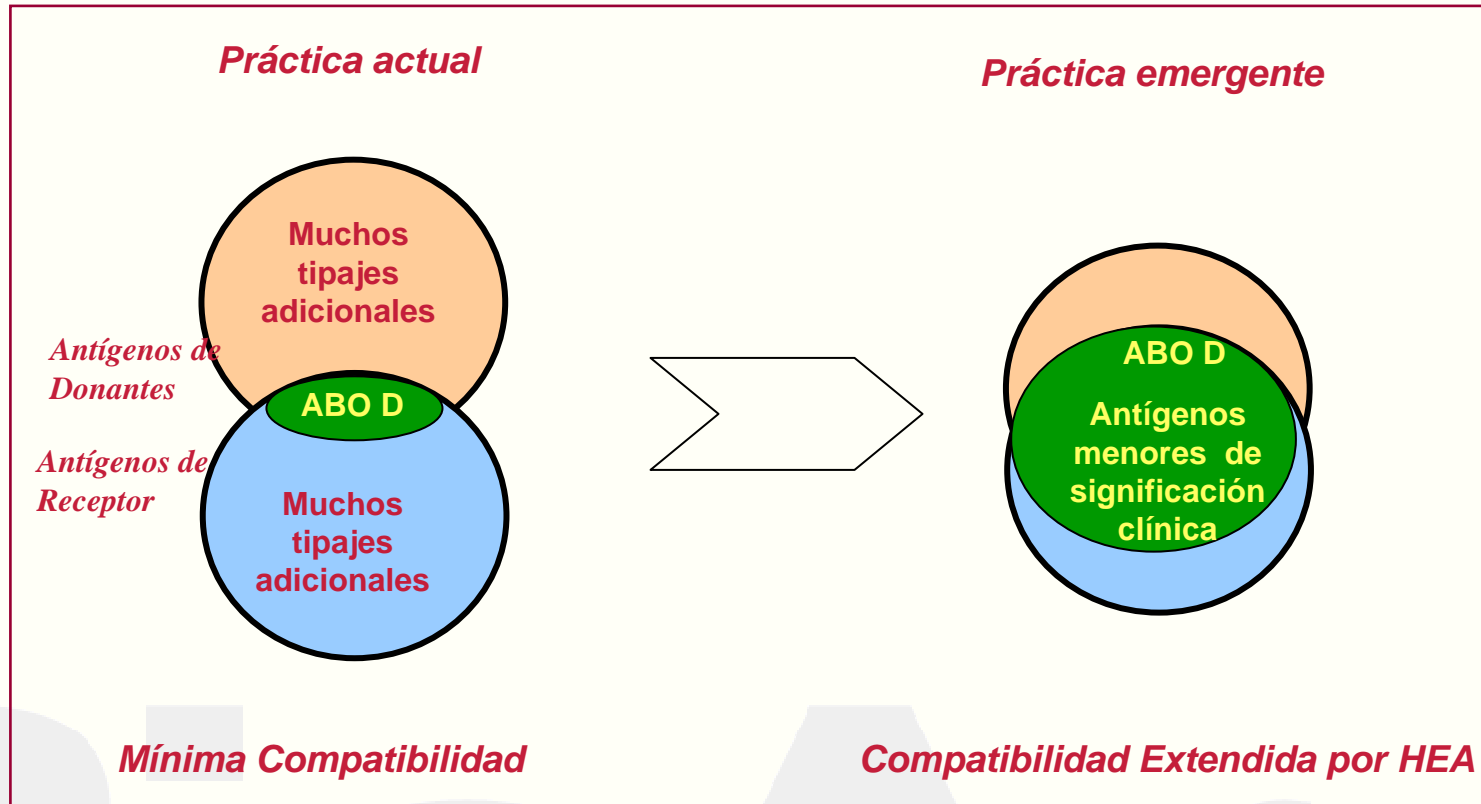 Práctica actual
Práctica emergente
Muchos
tipajes
adicionales
Antígenos de
Donantes
ABO D
Antígenos de
Receptor
Muchos
tipajes
adicionales
ABO D
Antígenos
menores de
significación
clínica
Mínima Compatibilidad
Compatibilidad Extendida por HEA